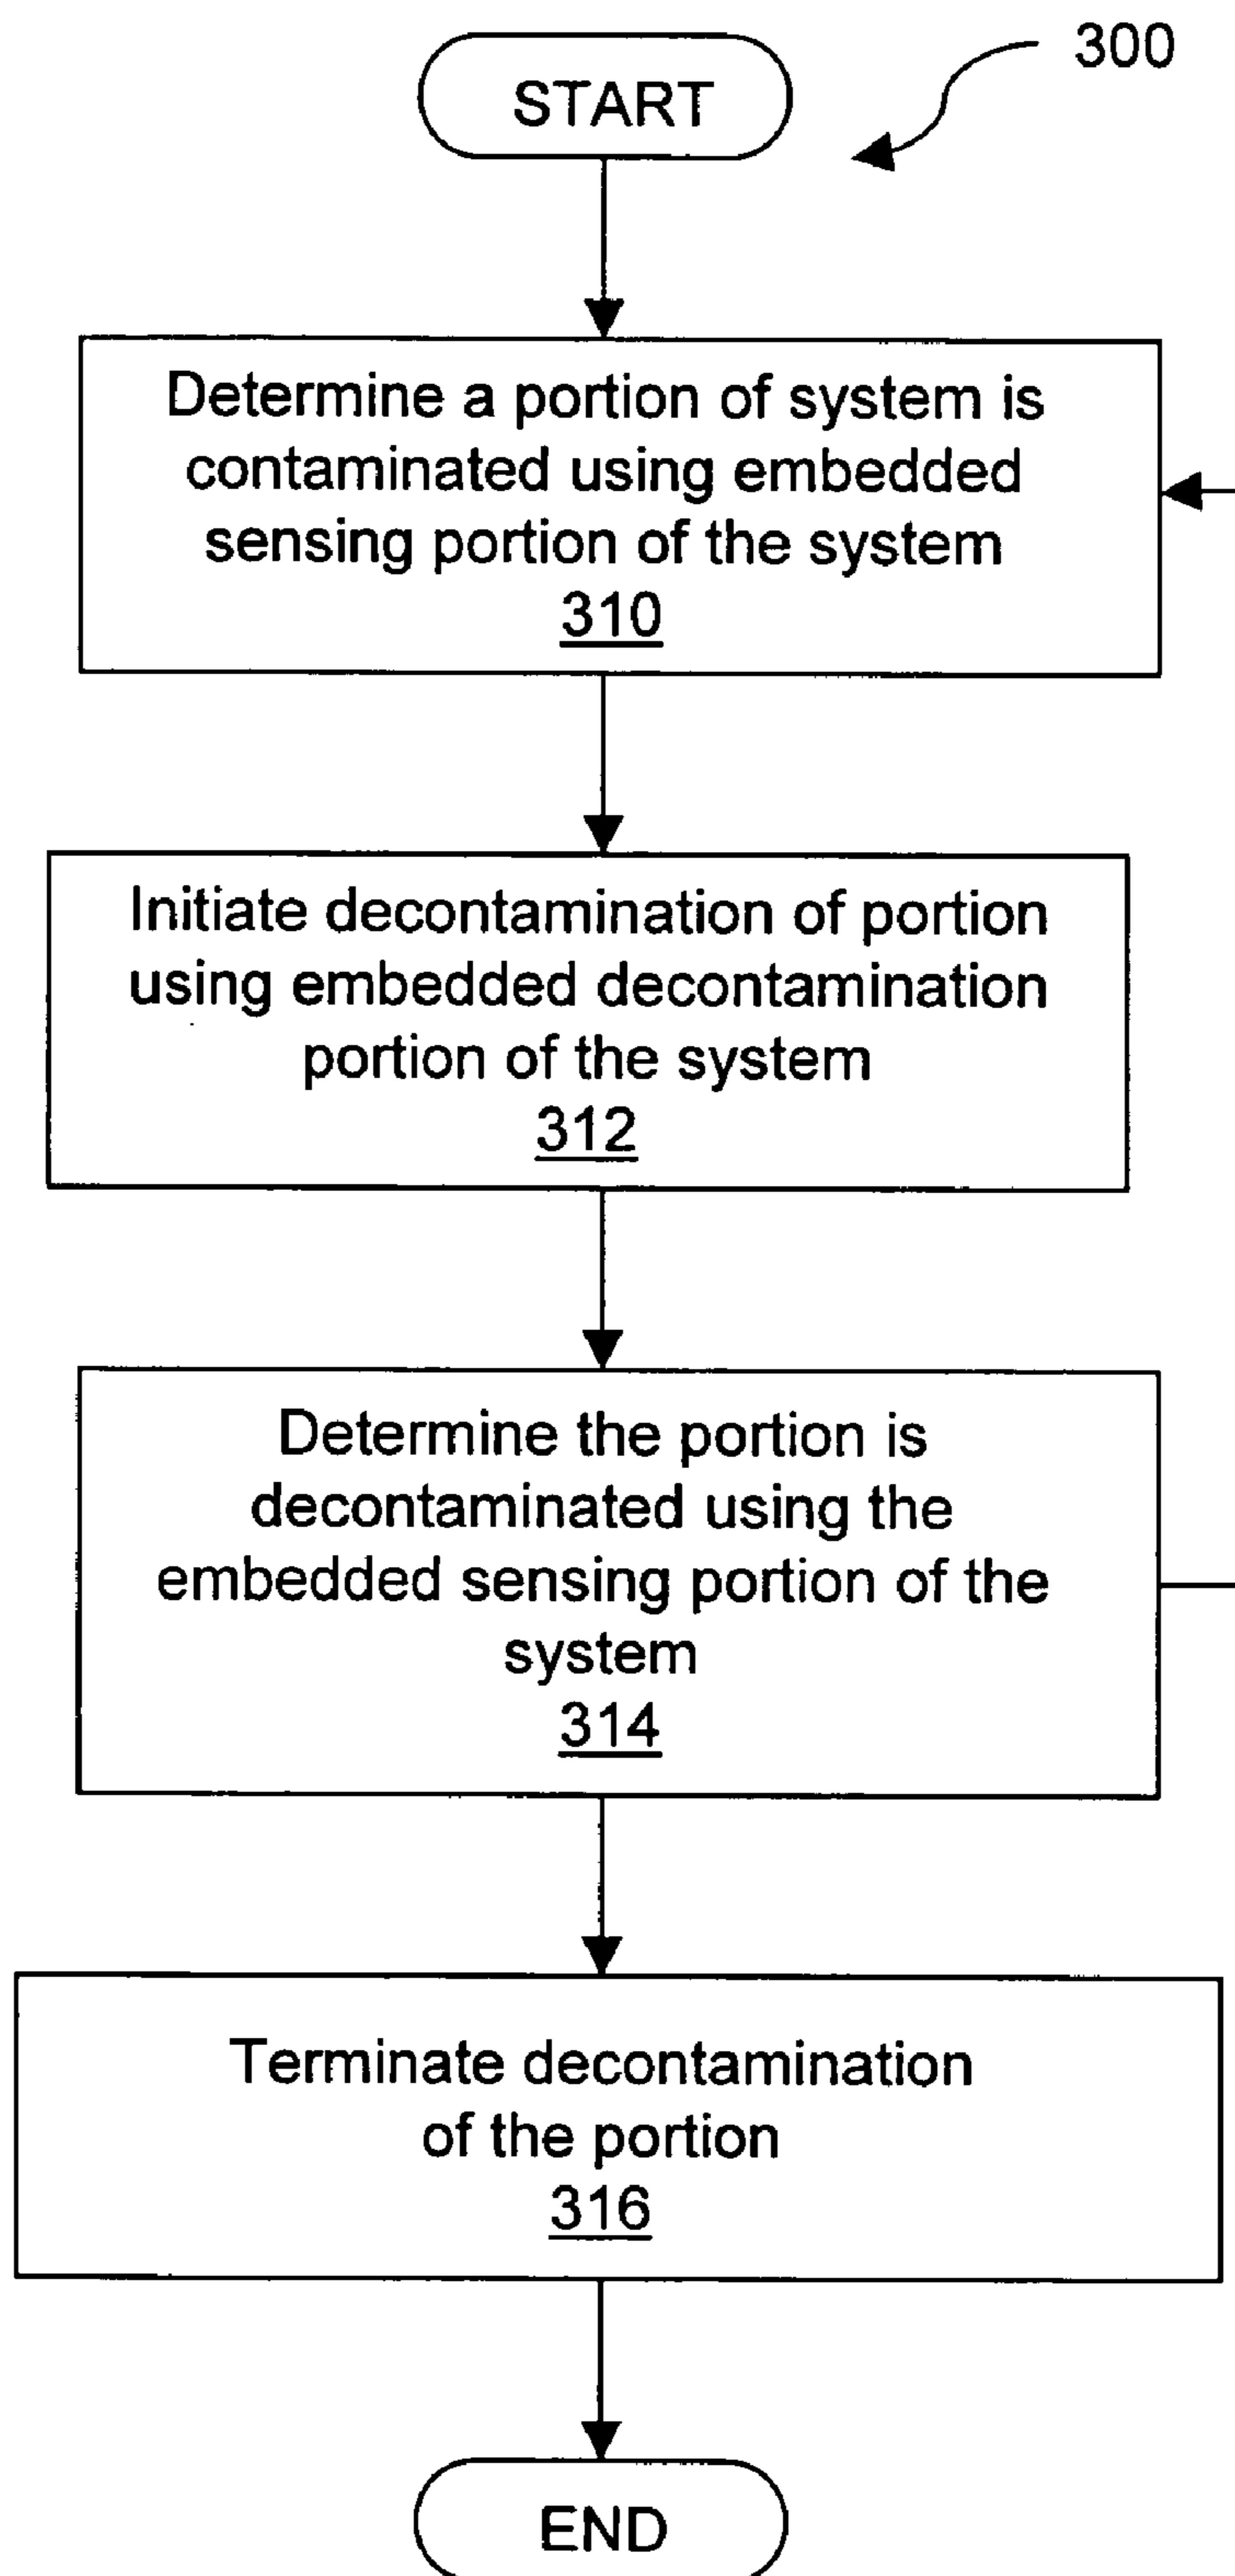 300
START
Determine a portion of system is
contaminated using embedded
sensing portion of the system
310
Initiate decontamination of portion
using embedded decontamination
portion of the system
312
Determine the portion is
decontaminated using the
embedded sensing portion of the
system
314
Terminate decontamination
of the portion
316
END